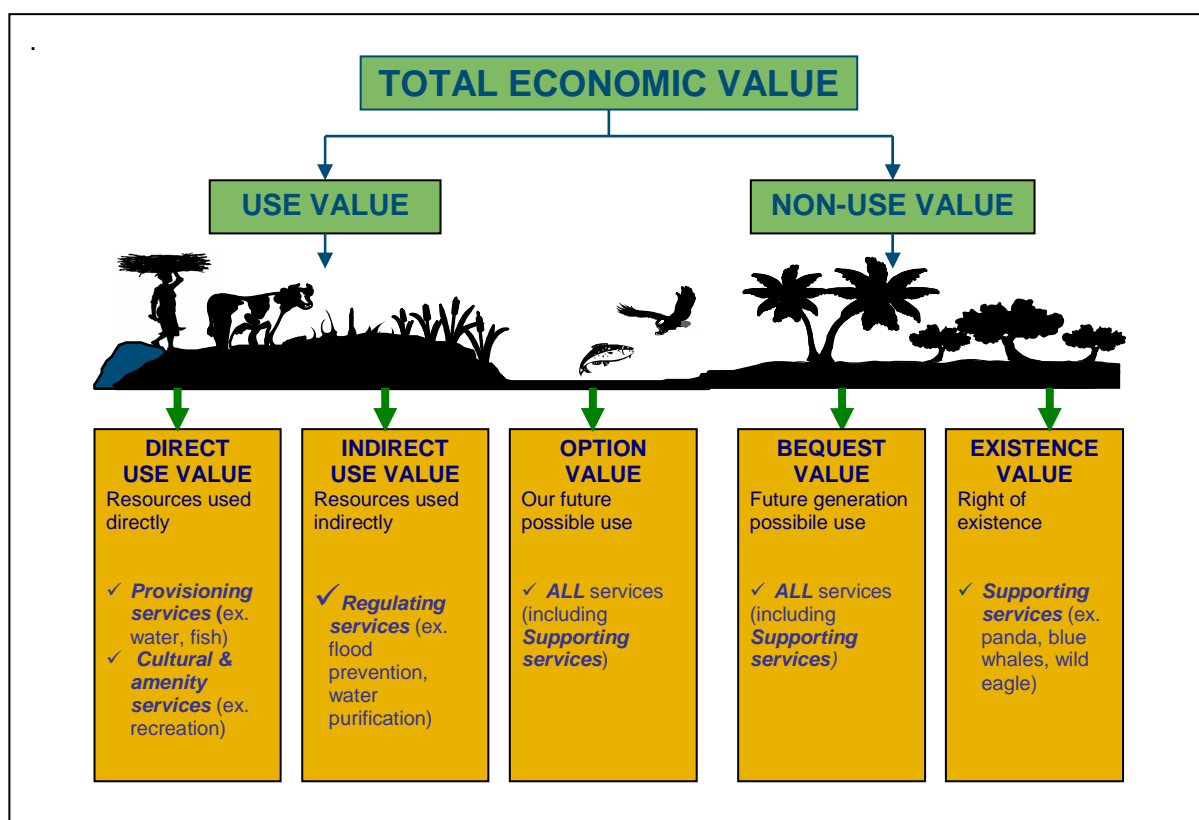 .
TOTAL ECONOMIC VALUE
USE VALUE
NON-USE VALUE
DIRECT
USE VALUE
Resources used
directly
✓ Provisioning
services (ex.
water, fish)
✓ Cultural &
amenity
services (ex.
recreation)
INDIRECT
USE VALUE
Resources used
indirectly
✓ Regulating
services (ex.
flood
prevention,
water
purification)
OPTION
VALUE
Our future
possible use
✓ ALL services
(including
Supporting
services)
BEQUEST
VALUE
Future generation
possibile use
✓ ALL services
(including
Supporting
services)
EXISTENCE
VALUE
Right of
existence
✓ Supporting
services (ex.
panda, blue
whales, wild
eagle)